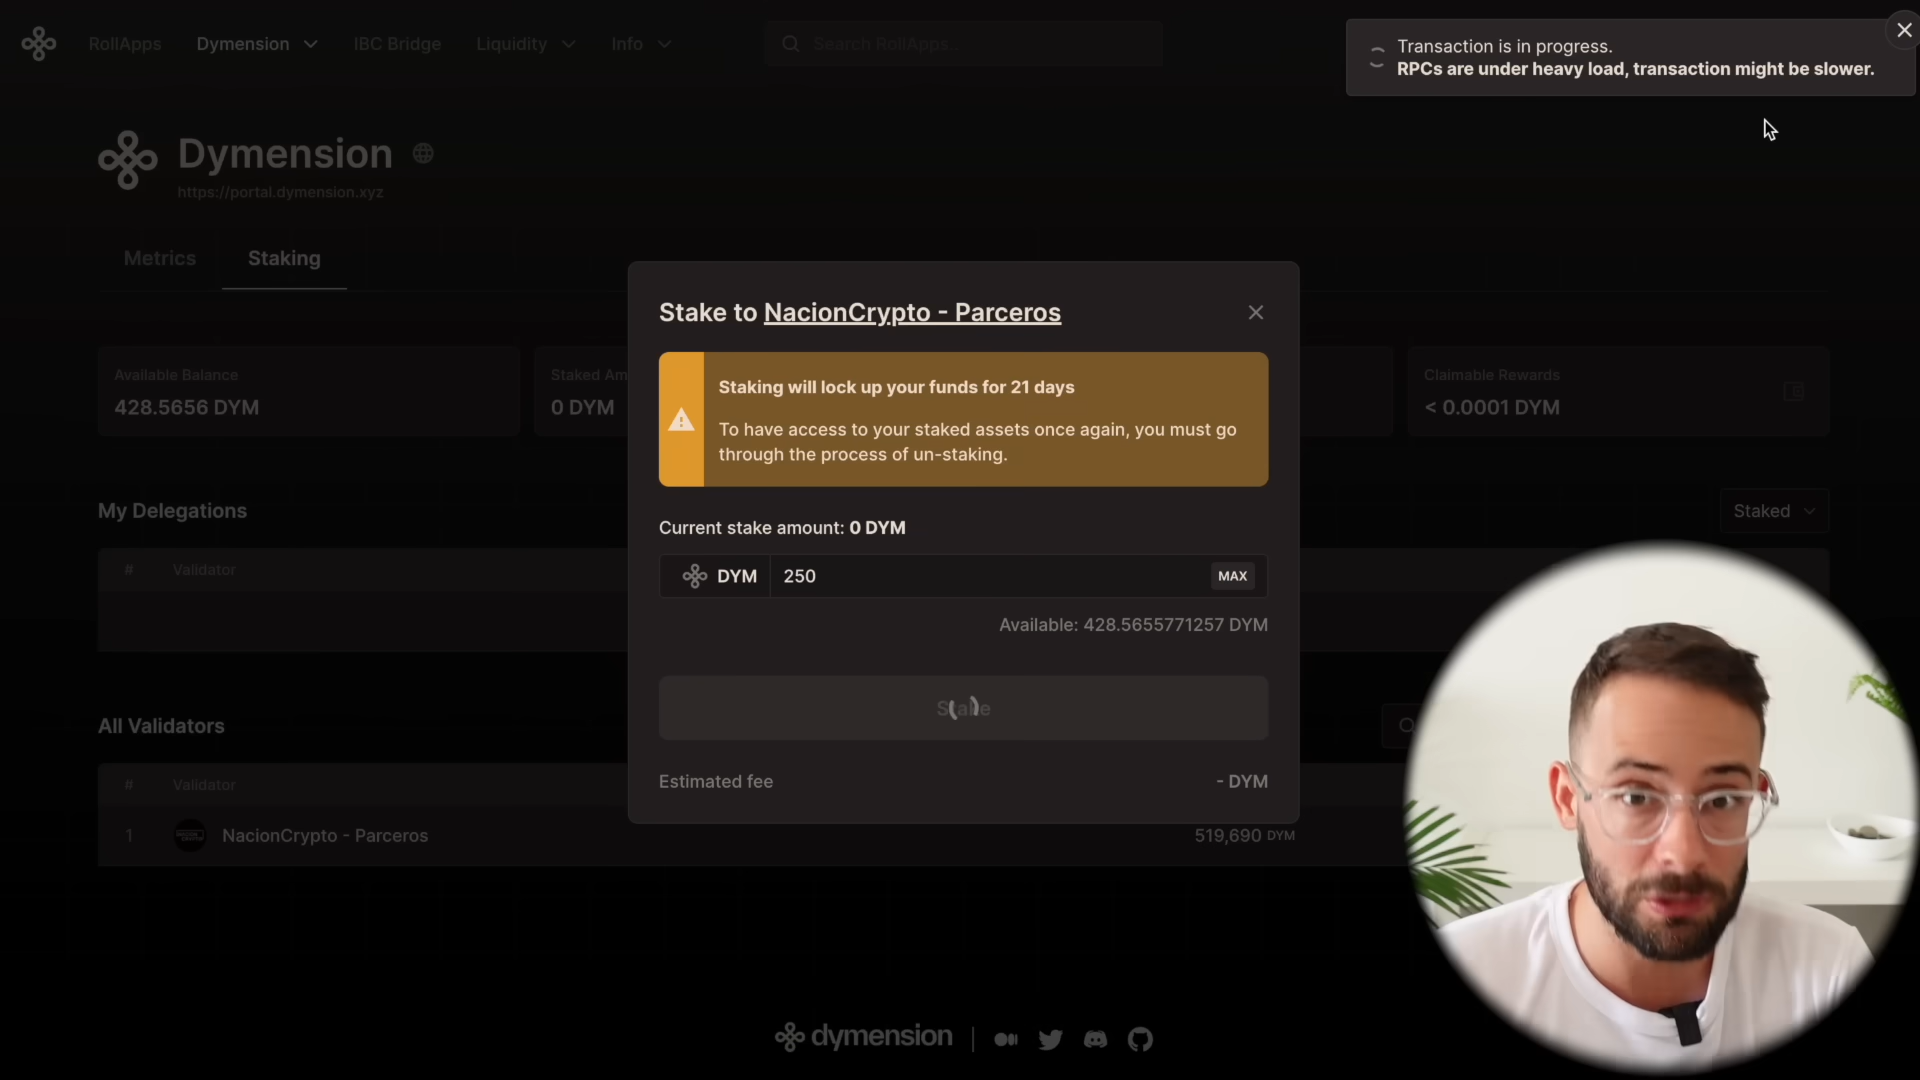 RollApps
Dymension
IBC Bridge
Liquidity
Info
Search RollApps...
Transaction is in progress.
RPCs are under heavy load, transaction might be slower.
Dymension
https://portal.dymension.xyz
Metrics
Staking
Available Balance
428.5656 DYM
Staked Am
0 DYM
Claimable Rewards
< 0.0001 DYM
Stake to NacionCrypto - Parceros
Staking will lock up your funds for 21 days
To have access to your staked assets once again, you must go
through the process of un-staking.
Current stake amount: 0 DYM
DYM
250
MAX
Available: 428.5655771257 DYM
Stake
Estimated fee
- DYM
My Delegations
Staked
#
Validator
All Validators
#
Validator
1
NacionCrypto - Parceros
519,690 DYM
dymension